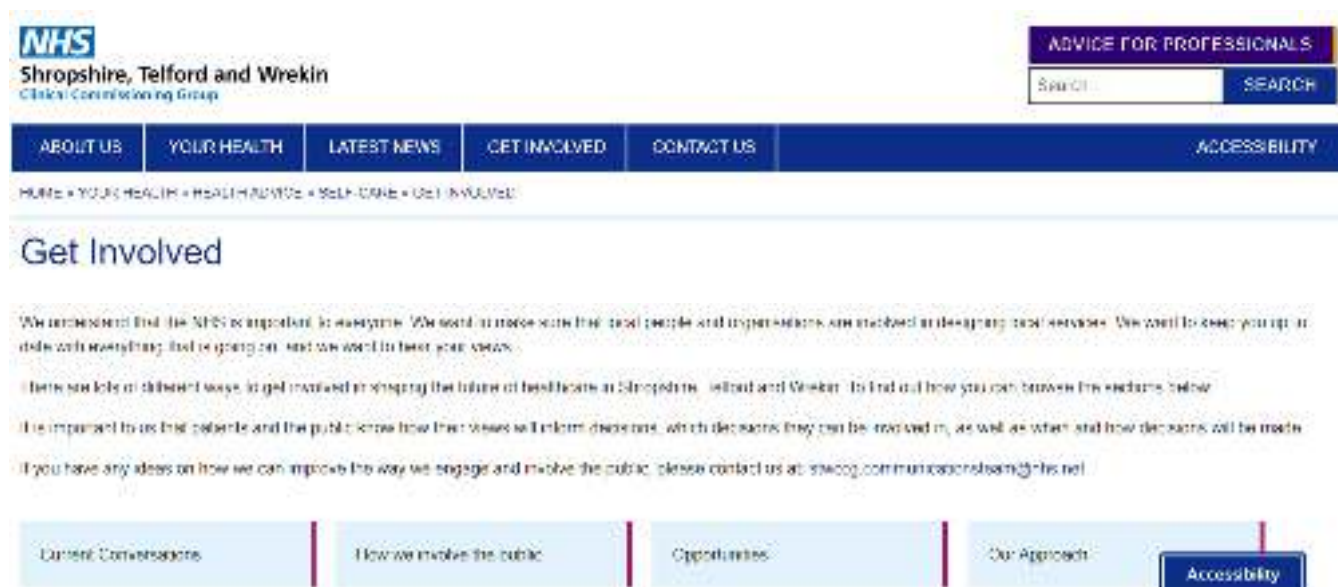 NHS
Shropshire, Telford and Wrekin
Clinical Commissioning Group
ADVICE FOR PROFESSIONALS
Search
SEARCH
ABOUT US
YOUR HEALTH
LATEST NEWS
GET INVOLVED
CONTACT US
ACCESSIBILITY
HOME » YOUR HEALTH » HEALTH ADVICE » SELF-CARE » GET INVOLVED
Get Involved
We understand that the NHS is important to everyone. We want to make sure that local people and organisations are involved in designing local services. We want to keep you up to
date with everything that is going on and we want to hear your views.
There are lots of different ways to get involved in shaping the future of healthcare in Shropshire, Telford and Wrekin. To find out how you can browse the sections below.
It is important to us that patients and the public know how their views will inform decisions, which decisions they can be involved in, as well as when and how decisions will be made.
If you have any ideas on how we can improve the way we engage and involve the public, please contact us at: stwccg.communicationsteam@nhs.net
Current Conversations
How we involve the public
Opportunities
Our Approach
Accessibility